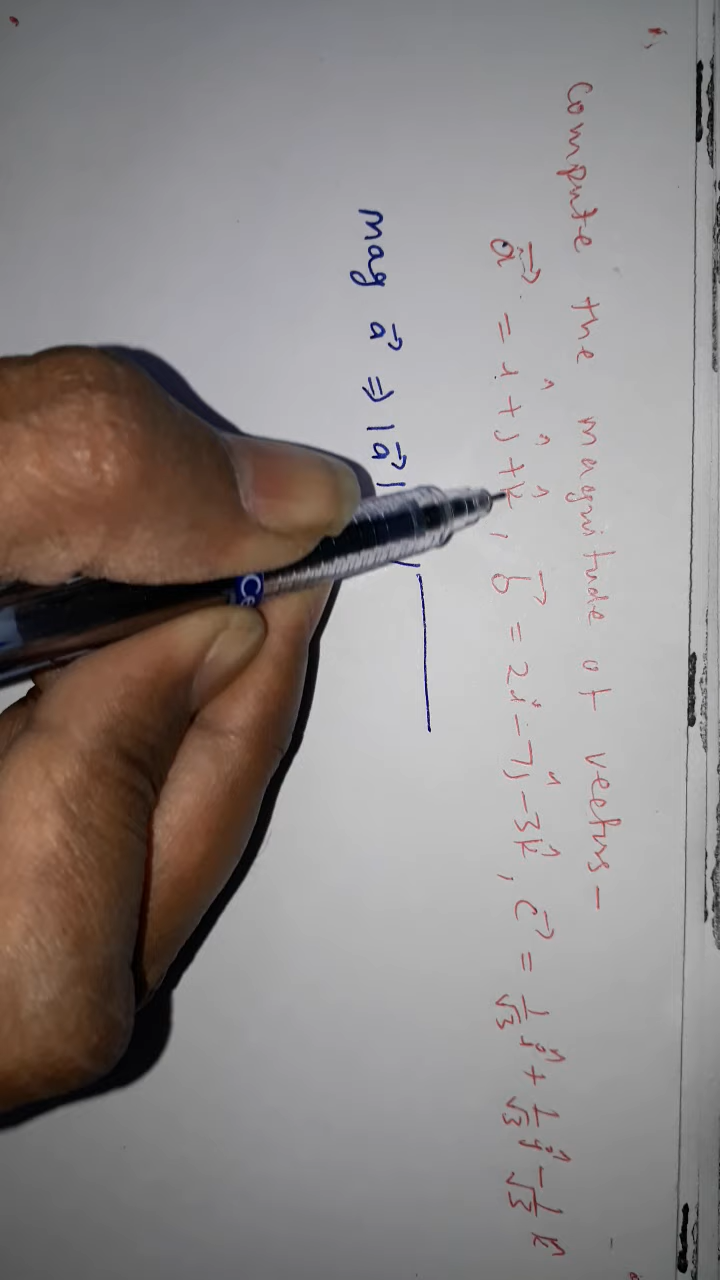 Compute the magnitude of vectors -
a⃗ = î + ĵ + k̂ , b⃗ = 2î - 7ĵ - 3k̂ , c⃗ = 1/√3 î + 1/√3 ĵ - 1/√3 k̂
mag a⃗ ⇒ |a⃗|